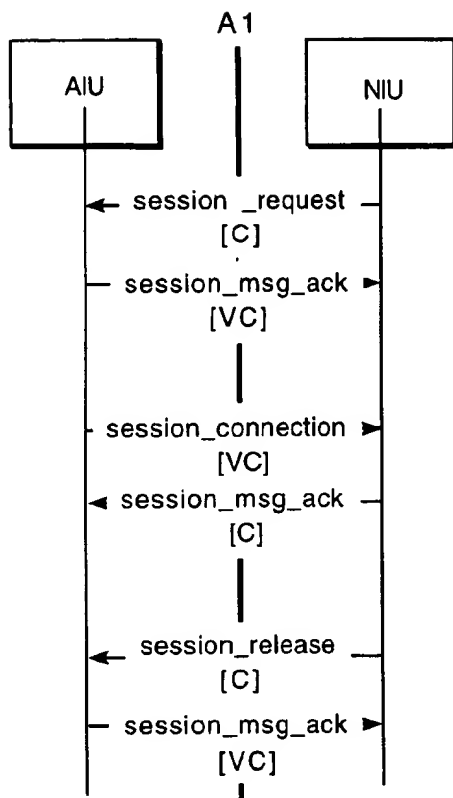 A1
AIU
NIU
session _request
[C]
session_msg_ack
[VC]
session_connection
[VC]
session_msg_ack
[C]
session_release
[C]
session_msg_ack
[VC]